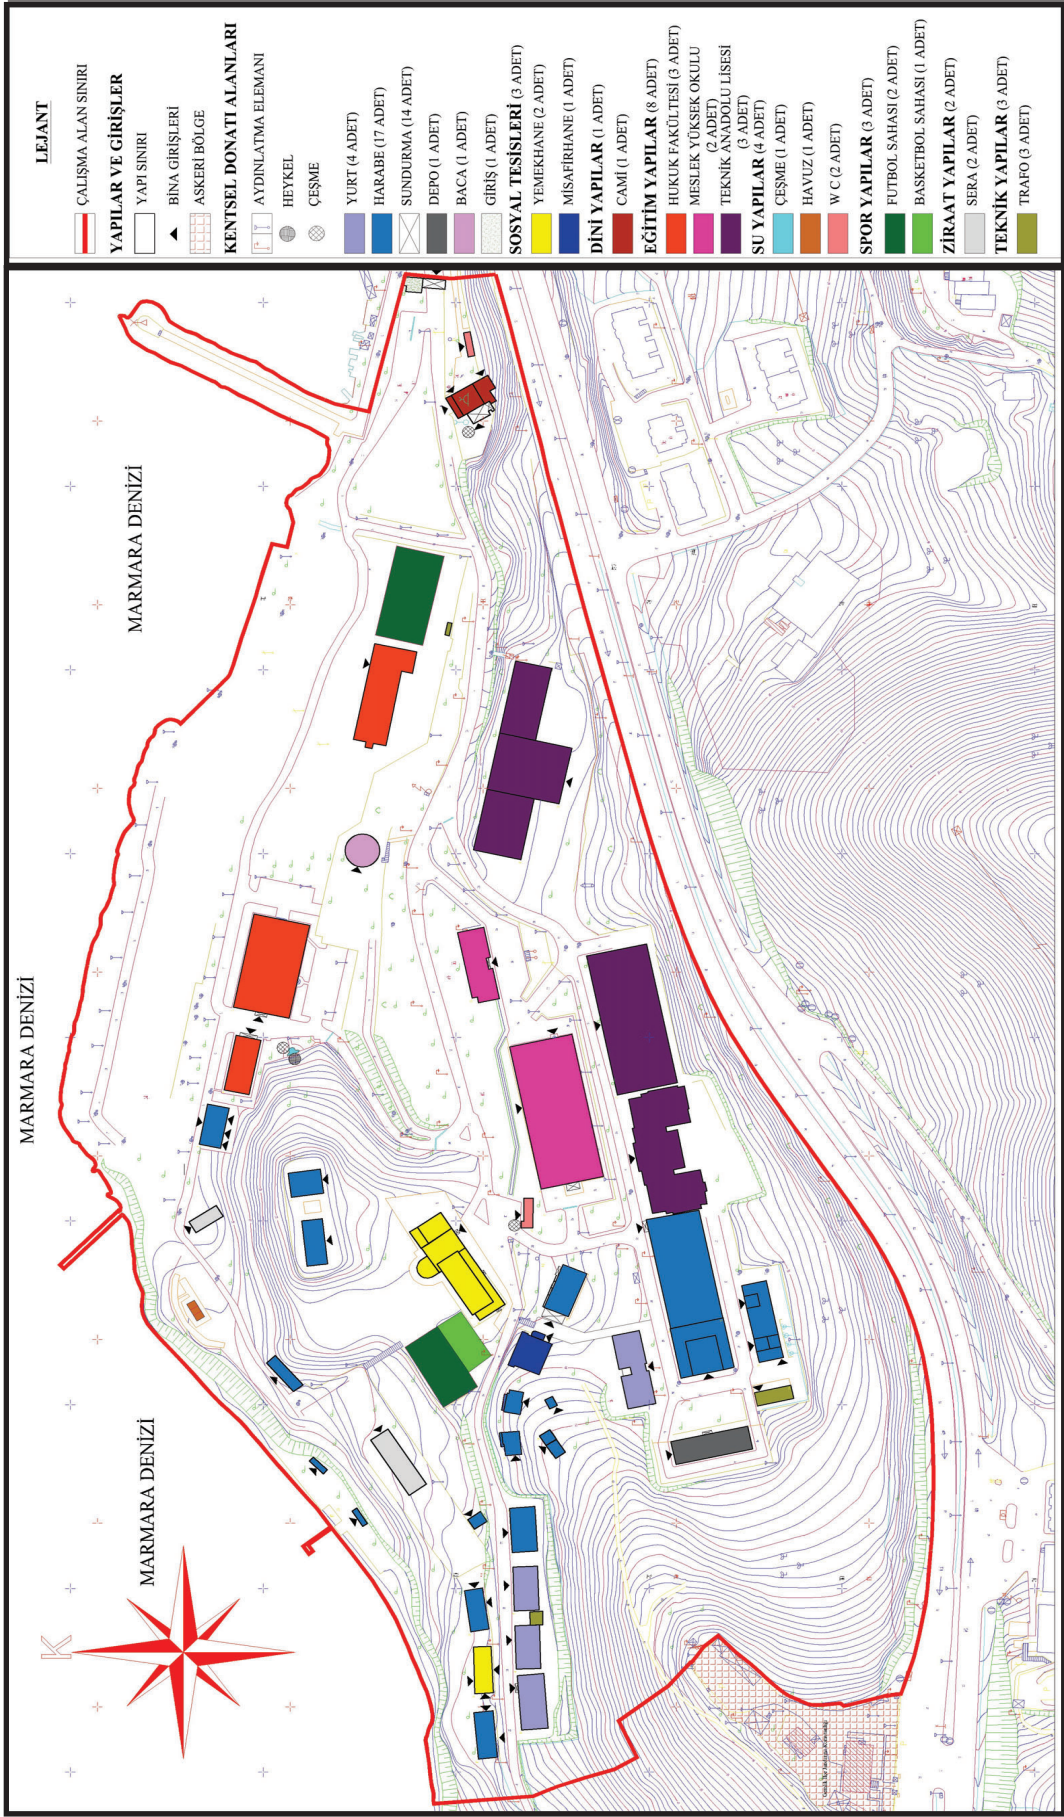 LEJANT
ÇALIŞMA ALAN SINIRI
YAPILAR VE GİRİŞLER
YAPI SINIRI
BİNA GİRİŞLERİ
ASKERİ BÖLGE
KENTSEL DONATI ALANLARI
AYDINLATMA ELEMANI
HEYKEL
ÇEŞME
YURT (4 ADET)
HARABE (17 ADET)
SUNDURMA (14 ADET)
DEPO (1 ADET)
BACA (1 ADET)
GİRİŞ (1 ADET)
SOSYAL TESİSLERİ (3 ADET)
YEMEKHANE (2 ADET)
MİSAFİRHANE (1 ADET)
DİNİ YAPILAR (1 ADET)
CAMİ (1 ADET)
EĞİTİM YAPILAR (8 ADET)
HUKUK FAKÜLTESİ (3 ADET)
MESLEK YÜKSEK OKULU
(2 ADET)
TEKNİK ANADOLU LİSESİ
(3 ADET)
SU YAPILAR (4 ADET)
ÇEŞME (1 ADET)
HAVUZ (1 ADET)
W C (2 ADET)
SPOR YAPILAR (3 ADET)
FUTBOL SAHASI (2 ADET)
BASKETBOL SAHASI (1 ADET)
ZİRAAT YAPILAR (2 ADET)
SERA (2 ADET)
TEKNİK YAPILAR (3 ADET)
TRAFO (3 ADET)
MARMARA DENİZİ
MARMARA DENİZİ
MARMARA DENİZİ
K